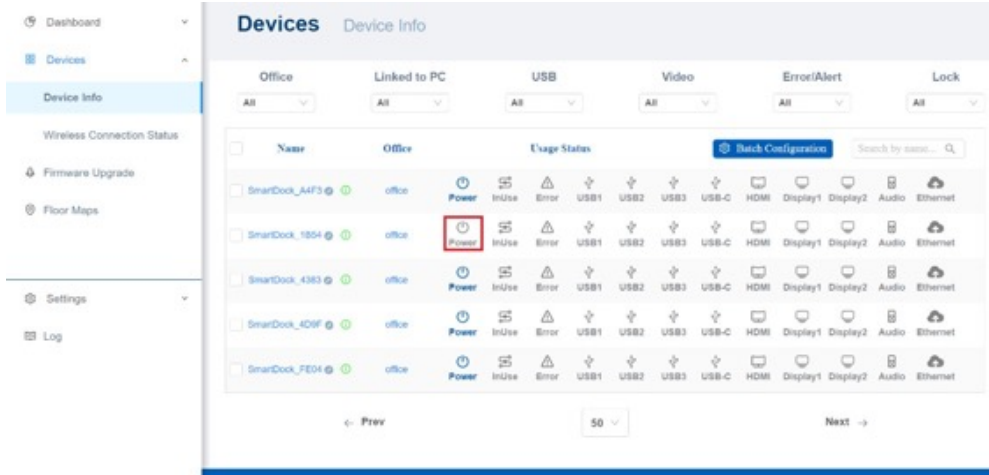 Dashboard
Devices
Device Info
Wireless Connection Status
Firmware Upgrade
Floor Maps
Settings
Log
Devices Device Info
Office Linked to PC USB Video Error/Alert Lock
All All All All All All
Name Office Usage Status Batch Configuration Search by name...
SmartDock_A4F3 office Power InUse Error USB1 USB2 USB3 USB-C HDMI Display1 Display2 Audio Ethernet
SmartDock_1B54 office Power InUse Error USB1 USB2 USB3 USB-C HDMI Display1 Display2 Audio Ethernet
SmartDock_4383 office Power InUse Error USB1 USB2 USB3 USB-C HDMI Display1 Display2 Audio Ethernet
SmartDock_4D9F office Power InUse Error USB1 USB2 USB3 USB-C HDMI Display1 Display2 Audio Ethernet
SmartDock_FE04 office Power InUse Error USB1 USB2 USB3 USB-C HDMI Display1 Display2 Audio Ethernet
← Prev 50 Next →